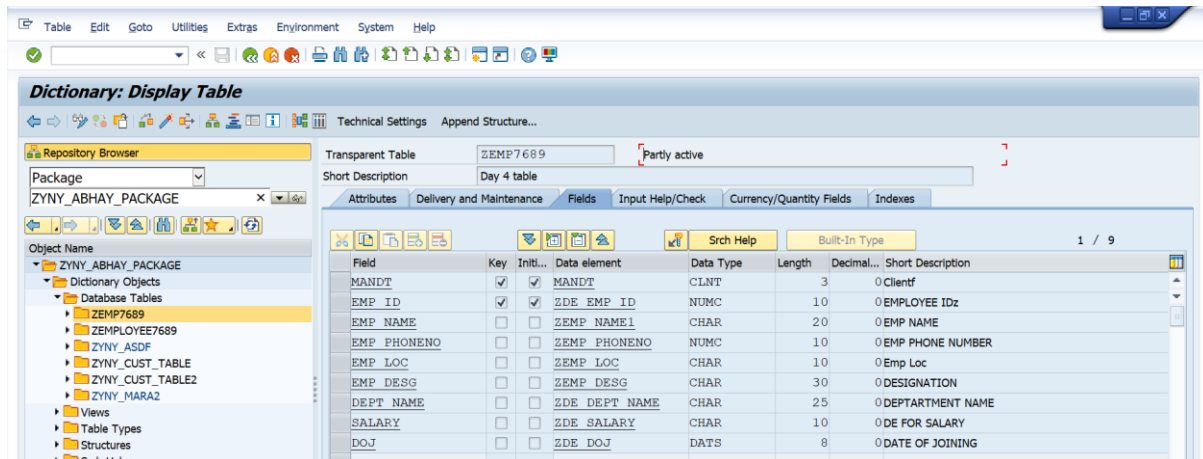 Table Edit Goto Utilities Extras Environment System Help
Dictionary: Display Table
Technical Settings Append Structure...
Repository Browser
Package
ZYNY_ABHAY_PACKAGE
Object Name
ZYNY_ABHAY_PACKAGE
Dictionary Objects
Database Tables
ZEMP7689
ZEMPLOYEE7689
ZYNY_ASDF
ZYNY_CUST_TABLE
ZYNY_CUST_TABLE2
ZYNY_MARA2
Views
Table Types
Structures
Transparent Table ZEMP7689 Partly active
Short Description Day 4 table
Attributes Delivery and Maintenance Fields Input Help/Check Currency/Quantity Fields Indexes
Srch Help Built-In Type 1 / 9
Field Key Initi... Data element Data Type Length Decimal... Short Description
MANDT MANDT CLNT 3 0 Clientf
EMP_ID ZDE_EMP_ID NUMC 10 0 EMPLOYEE IDz
EMP_NAME ZEMP_NAME1 CHAR 20 0 EMP NAME
EMP_PHONENO ZEMP_PHONENO NUMC 10 0 EMP PHONE NUMBER
EMP_LOC ZEMP_LOC CHAR 10 0 Emp Loc
EMP_DESG ZEMP_DESG CHAR 30 0 DESIGNATION
DEPT_NAME ZDE_DEPT_NAME CHAR 25 0 DEPTARTMENT NAME
SALARY ZDE_SALARY CHAR 10 0 DE FOR SALARY
DOJ ZDE_DOJ DATS 8 0 DATE OF JOINING